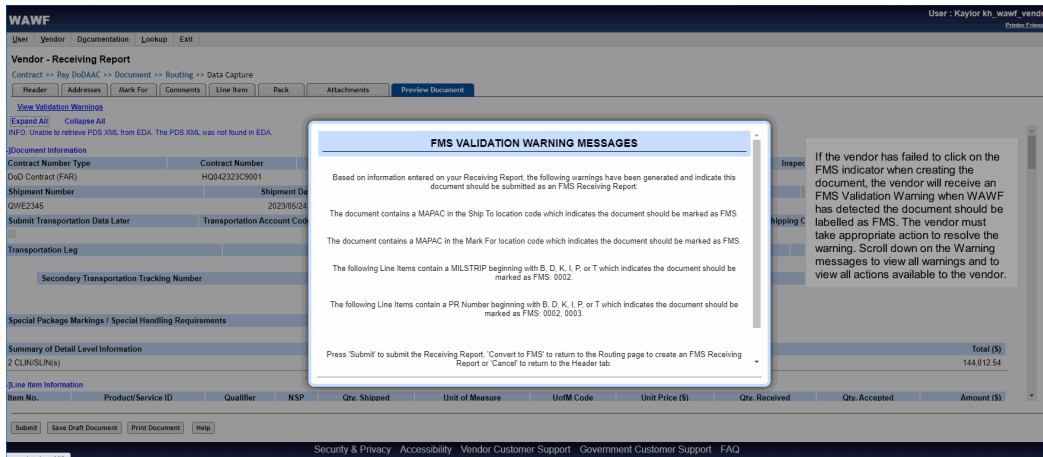 WAWF
User : Kaylor kh_wawf_vendo
Printer Frien
User Vendor Documentation Lookup Exit
Vendor - Receiving Report
Contract >> Pay DoDAAC >> Document >> Routing >> Data Capture
Header Addresses Mark For Comments Line Item Pack Attachments Preview Document
View Validation Warnings
Expand All Collapse All
INFO: Unable to retrieve PDS XML from EDA. The PDS XML was not found in EDA.
-]Document Information
Contract Number Type Contract Number Inspec
DoD Contract (FAR) HQ042323C9001
Shipment Number Shipment Da
QWE2345 2023/05/24
Submit Transportation Data Later Transportation Account Code hipping C
Transportation Leg
Secondary Transportation Tracking Number
Special Package Markings / Special Handling Requirements
Summary of Detail Level Information Total ($)
2 CLIN/SLIN(s) 144,012.54
-]Line Item Information
Item No. Product/Service ID Qualifier NSP Qty. Shipped Unit of Measure UofM Code Unit Price ($) Qty. Received Qty. Accepted Amount ($)
Submit Save Draft Document Print Document Help
Security & Privacy Accessibility Vendor Customer Support Government Customer Support FAQ
FMS VALIDATION WARNING MESSAGES
Based on information entered on your Receiving Report, the following warnings have been generated and indicate this
document should be submitted as an FMS Receiving
Report:
The document contains a MAPAC in the Ship To location code which indicates the document should be marked as FMS.
The document contains a MAPAC in the Mark For location code which indicates the document should be marked as FMS.
The following Line Items contain a MILSTRIP beginning with B, D, K, I, P, or T which indicates the document should be
marked as FMS: 0002.
The following Line Items contain a PR Number beginning with B, D, K, I, P, or T which indicates the document should be
marked as FMS: 0002, 0003.
Press 'Submit' to submit the Receiving Report, 'Convert to FMS' to return to the Routing page to create an FMS Receiving
Report or 'Cancel' to return to the Header tab.
If the vendor has failed to click on the
FMS indicator when creating the
document, the vendor will receive an
FMS Validation Warning when WAWF
has detected the document should be
labelled as FMS. The vendor must
take appropriate action to resolve the
warning. Scroll down on the Warning
messages to view all warnings and to
view all actions available to the vendor.